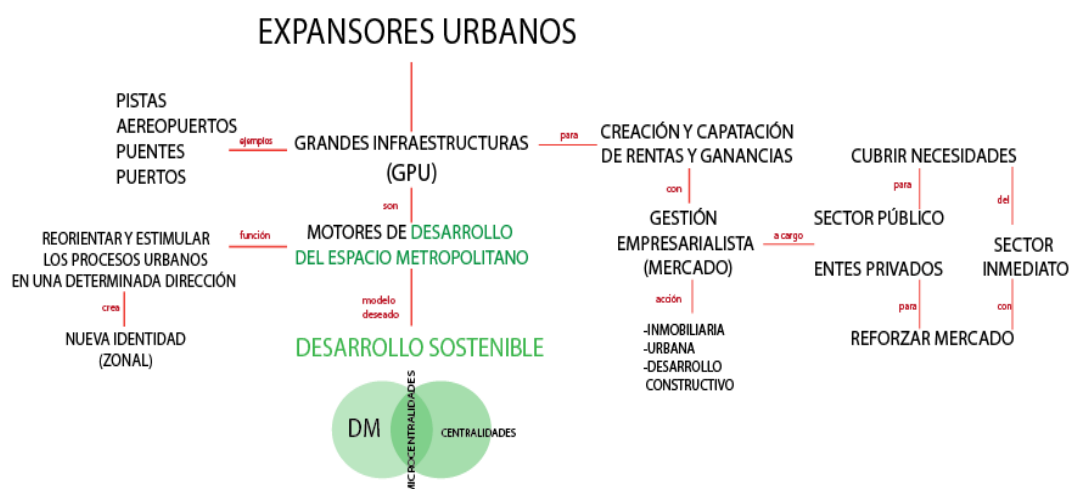 EXPANSORES URBANOS
PISTAS
AEREOPUERTOS
PUENTES
PUERTOS
ejemplos
GRANDES INFRAESTRUCTURAS
(GPU)
para
CREACIÓN Y CAPATACIÓN
DE RENTAS Y GANANCIAS
CUBRIR NECESIDADES
son
con
para
del
REORIENTAR Y ESTIMULAR
LOS PROCESOS URBANOS
EN UNA DETERMINADA DIRECCIÓN
función
MOTORES DE DESARROLLO
DEL ESPACIO METROPOLITANO
GESTIÓN
EMPRESARIALISTA
(MERCADO)
a cargo
SECTOR PÚBLICO
ENTES PRIVADOS
SECTOR
INMEDIATO
crea
modelo
deseado
acción
para
con
NUEVA IDENTIDAD
(ZONAL)
DESARROLLO SOSTENIBLE
-INMOBILIARIA
-URBANA
-DESARROLLO
CONSTRUCTIVO
REFORZAR MERCADO
DM
MICROCENTRALIDADES
CENTRALIDADES